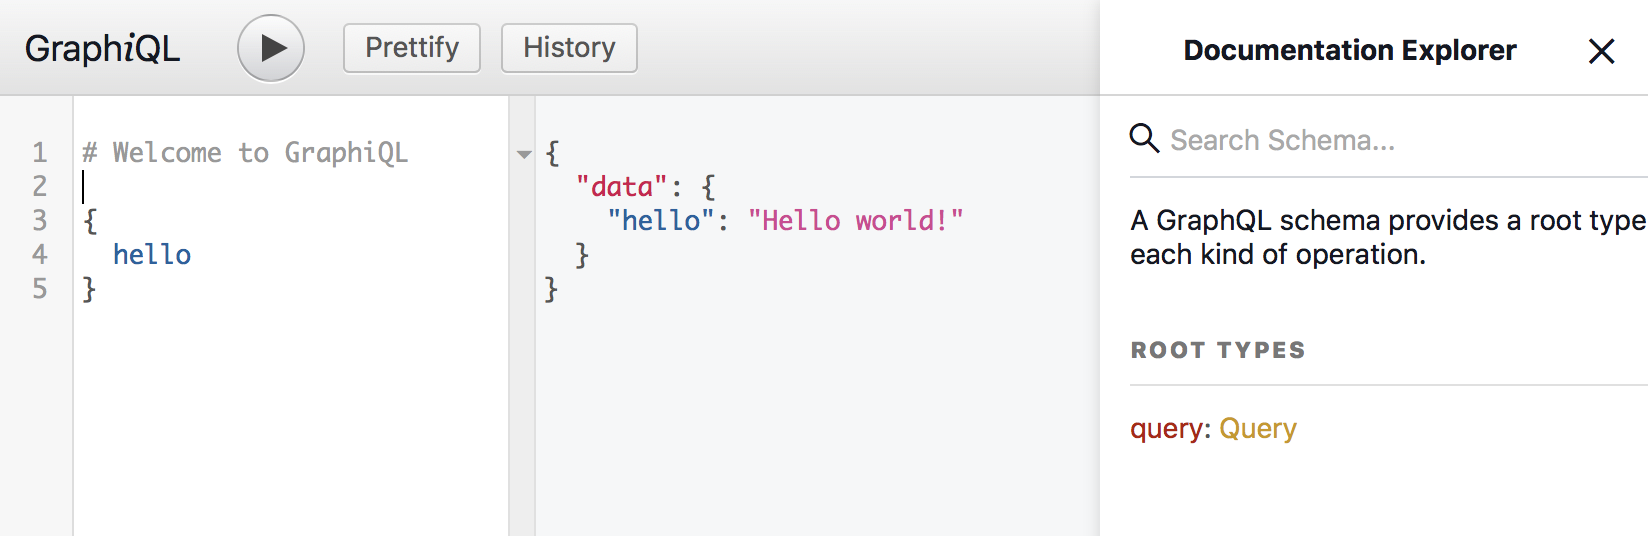 GraphiQL
Prettify
History
1 # Welcome to GraphiQL
2
3 {
4   hello
5 }
{
  "data": {
    "hello": "Hello world!"
  }
}
Documentation Explorer
Search Schema...
A GraphQL schema provides a root type
each kind of operation.
ROOT TYPES
query: Query